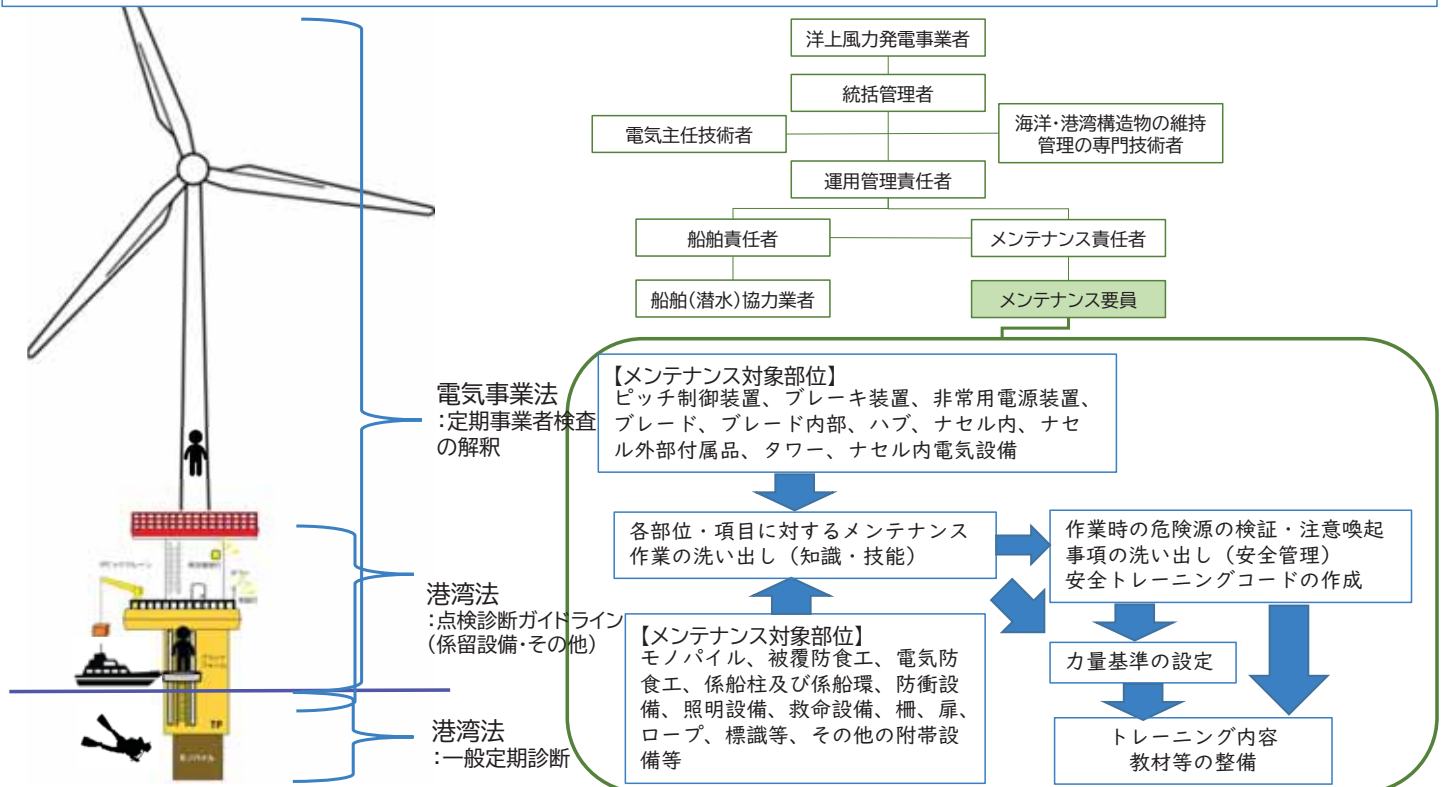 洋上風力発電事業者
統括管理者
電気主任技術者
海洋・港湾構造物の維持
管理の専門技術者
運用管理責任者
船舶責任者
メンテナンス責任者
船舶(潜水)協力業者
メンテナンス要員
電気事業法
:定期事業者検査
の解釈
【メンテナンス対象部位】
ピッチ制御装置、ブレーキ装置、非常用電源装置、
ブレード、ブレード内部、ハブ、ナセル内、ナセ
ル外部付属品、タワー、ナセル内電気設備
各部位・項目に対するメンテナンス
作業の洗い出し（知識・技能）
作業時の危険源の検証・注意喚起
事項の洗い出し（安全管理）
安全トレーニングコードの作成
港湾法
:点検診断ガイドライン
(係留設備・その他)
【メンテナンス対象部位】
モノパイル、被覆防食工、電気防
食工、係船柱及び係船環、防衝設
備、照明設備、救命設備、柵、扉、
ロープ、標識等、その他の附帯設
備等
力量基準の設定
トレーニング内容
教材等の整備
港湾法
:一般定期診断
TP
モノパイル